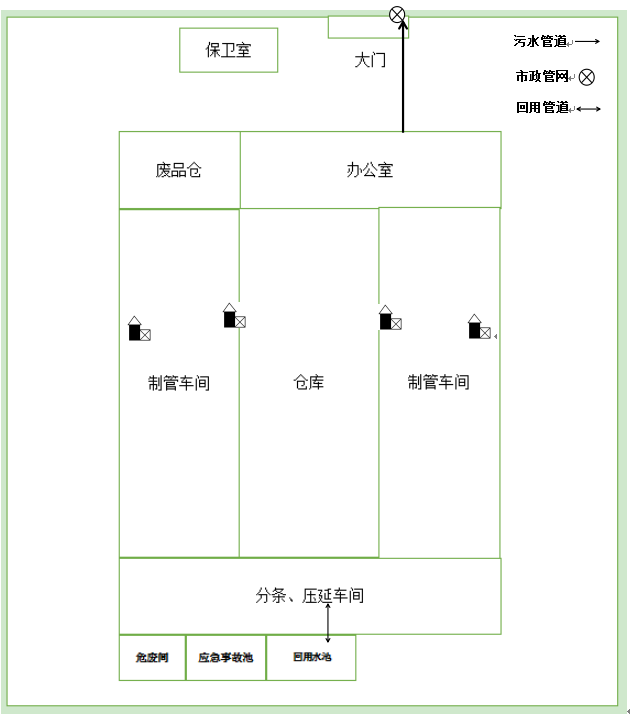 保卫室
大门
污水管道
市政管网
回用管道
废品仓
办公室
制管车间
仓库
制管车间
分条、压延车间
危废间
应急事故池
回用水池